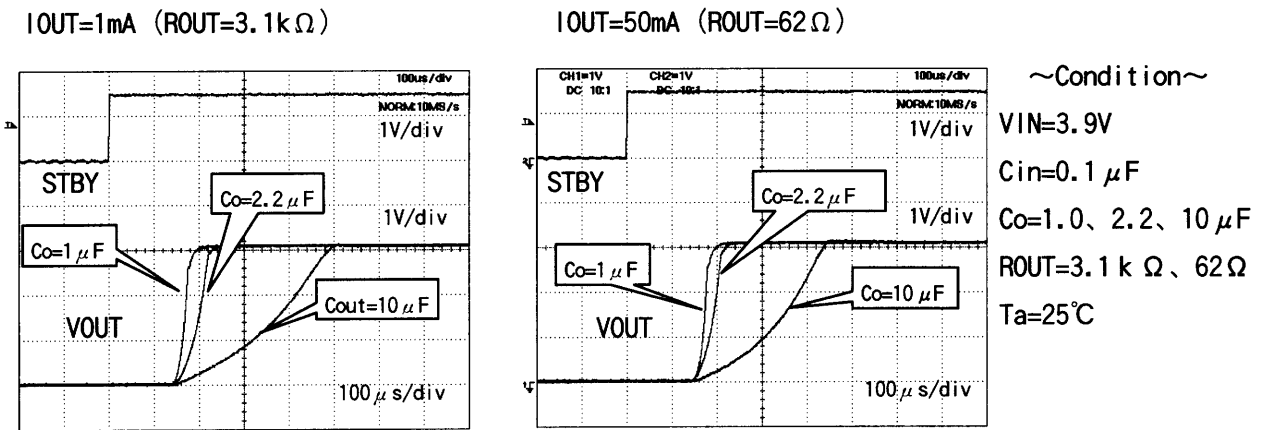 IOUT=1mA (ROUT=3.1kΩ)
100us/div
NORM:10MS/s
1V/div
STBY
Co=2.2μF
1V/div
Co=1μF
Cout=10μF
VOUT
100μs/div
IOUT=50mA (ROUT=62Ω)
CH1=1V CH2=1V 100us/div
DC 10:1 DC 10:1 NORM:10MS/s
1V/div
STBY
Co=2.2μF
1V/div
Co=1μF
Co=10μF
VOUT
100μs/div
~Condition~
VIN=3.9V
Cin=0.1μF
Co=1.0、2.2、10μF
ROUT=3.1kΩ、62Ω
Ta=25℃